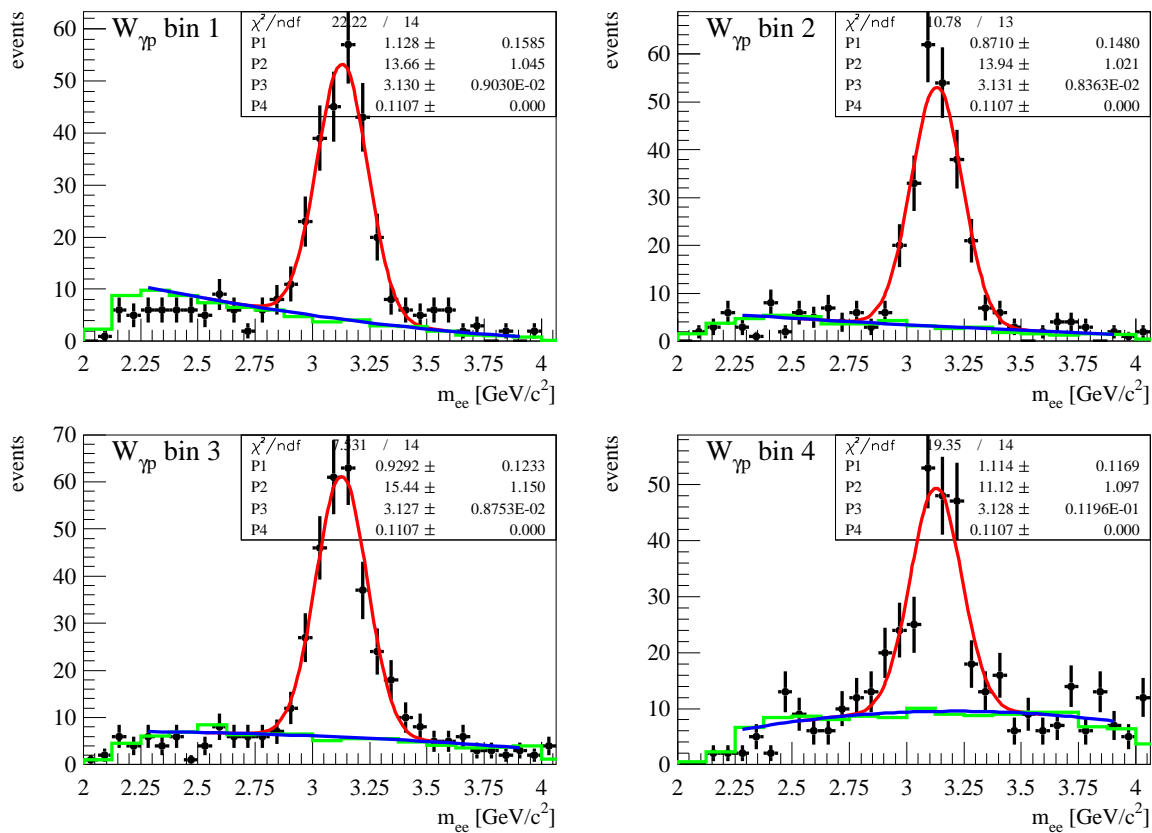 W_γp bin 1
χ²/ndf 22.22 / 14
P1 1.128 ± 0.1585
P2 13.66 ± 1.045
P3 3.130 ± 0.9030E-02
P4 0.1107 ± 0.000
events
60
50
40
30
20
10
0
2 2.25 2.5 2.75 3 3.25 3.5 3.75 4
m_ee [GeV/c²]
W_γp bin 2
χ²/ndf 10.78 / 13
P1 0.8710 ± 0.1480
P2 13.94 ± 1.021
P3 3.131 ± 0.8363E-02
P4 0.1107 ± 0.000
events
60
50
40
30
20
10
0
2 2.25 2.5 2.75 3 3.25 3.5 3.75 4
m_ee [GeV/c²]
W_γp bin 3
χ²/ndf 7.531 / 14
P1 0.9292 ± 0.1233
P2 15.44 ± 1.150
P3 3.127 ± 0.8753E-02
P4 0.1107 ± 0.000
events
70
60
50
40
30
20
10
0
2 2.25 2.5 2.75 3 3.25 3.5 3.75 4
m_ee [GeV/c²]
W_γp bin 4
χ²/ndf 19.35 / 14
P1 1.114 ± 0.1169
P2 11.12 ± 1.097
P3 3.128 ± 0.1196E-01
P4 0.1107 ± 0.000
events
50
40
30
20
10
0
2 2.25 2.5 2.75 3 3.25 3.5 3.75 4
m_ee [GeV/c²]